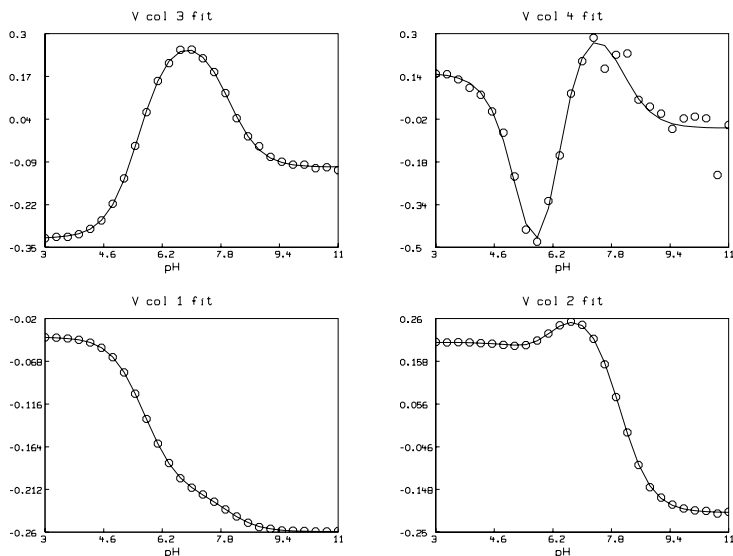 V col 3 fit
0.3
0.17
0.04
-0.09
-0.22
-0.35
3 4.6 6.2 7.8 9.4 11
pH
V col 4 fit
0.3
0.14
-0.02
-0.18
-0.34
-0.5
3 4.6 6.2 7.8 9.4 11
pH
V col 1 fit
-0.02
-0.068
-0.116
-0.164
-0.212
-0.26
3 4.6 6.2 7.8 9.4 11
pH
V col 2 fit
0.26
0.158
0.056
-0.046
-0.148
-0.25
3 4.6 6.2 7.8 9.4 11
pH